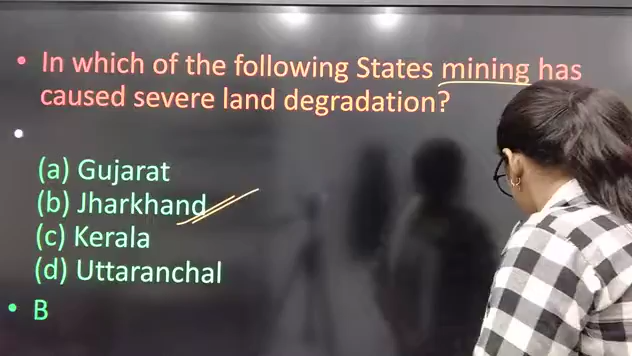 • In which of the following States mining has
caused severe land degradation?
•
(a) Gujarat
(b) Jharkhand
(c) Kerala
(d) Uttaranchal
• B